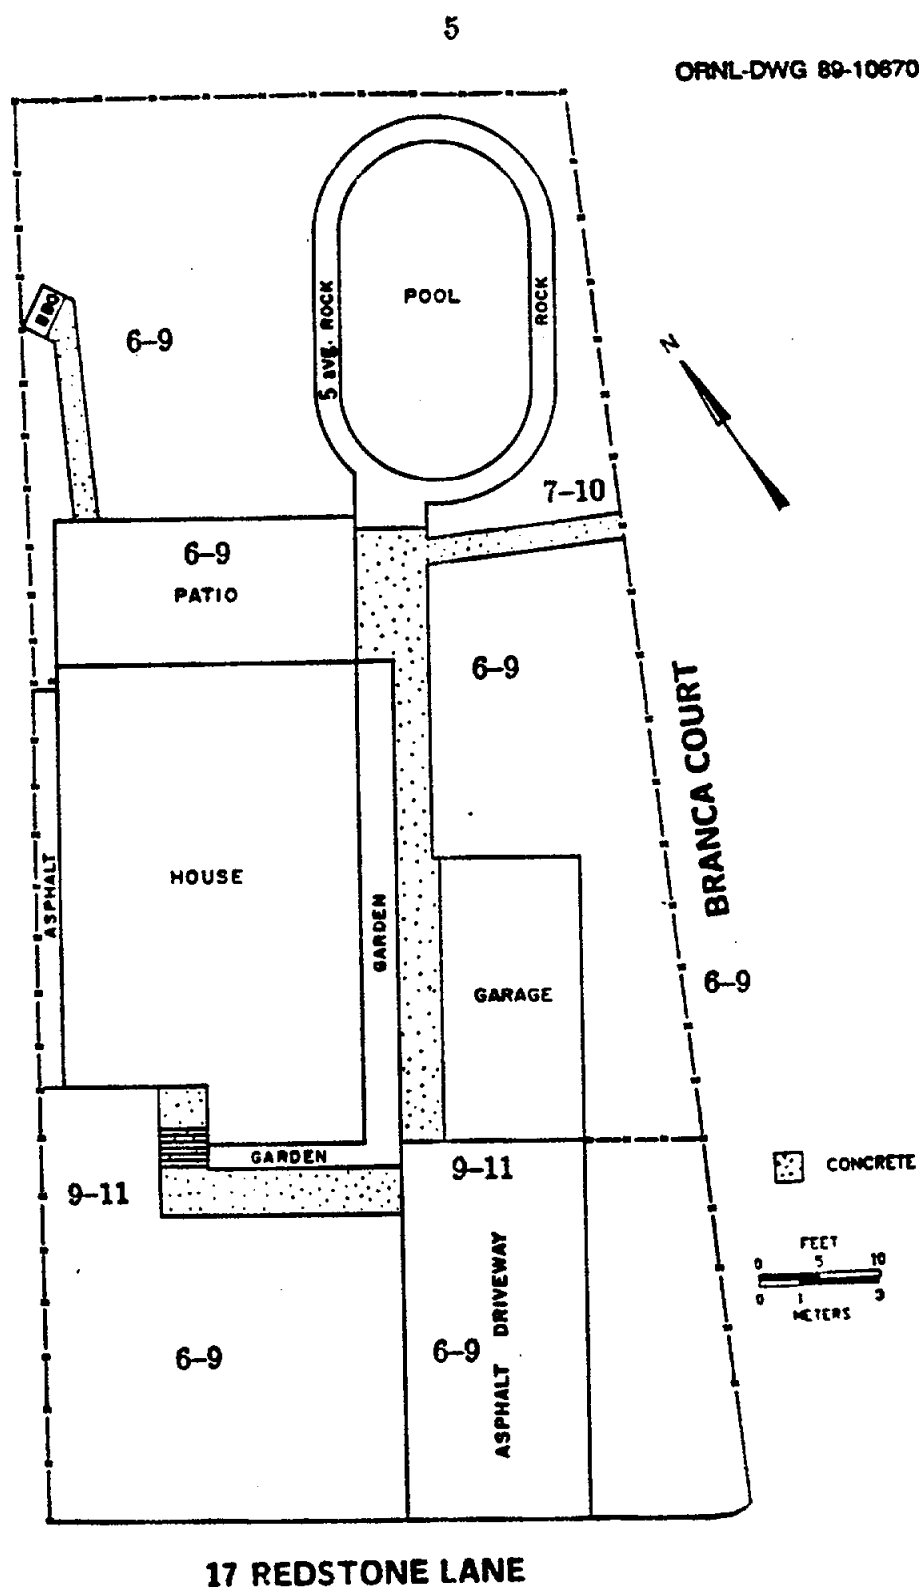 5
ORNL-DWG 89-10670
BBQ
6-9
5 avg. ROCK
POOL
ROCK
N
7-10
6-9
PATIO
6-9
BRANCA COURT
ASPHALT
HOUSE
GARDEN
GARAGE
6-9
GARDEN
9-11
9-11
CONCRETE
FEET
0 5 10
0 1 3
METERS
ASPHALT DRIVEWAY
6-9
6-9
17 REDSTONE LANE